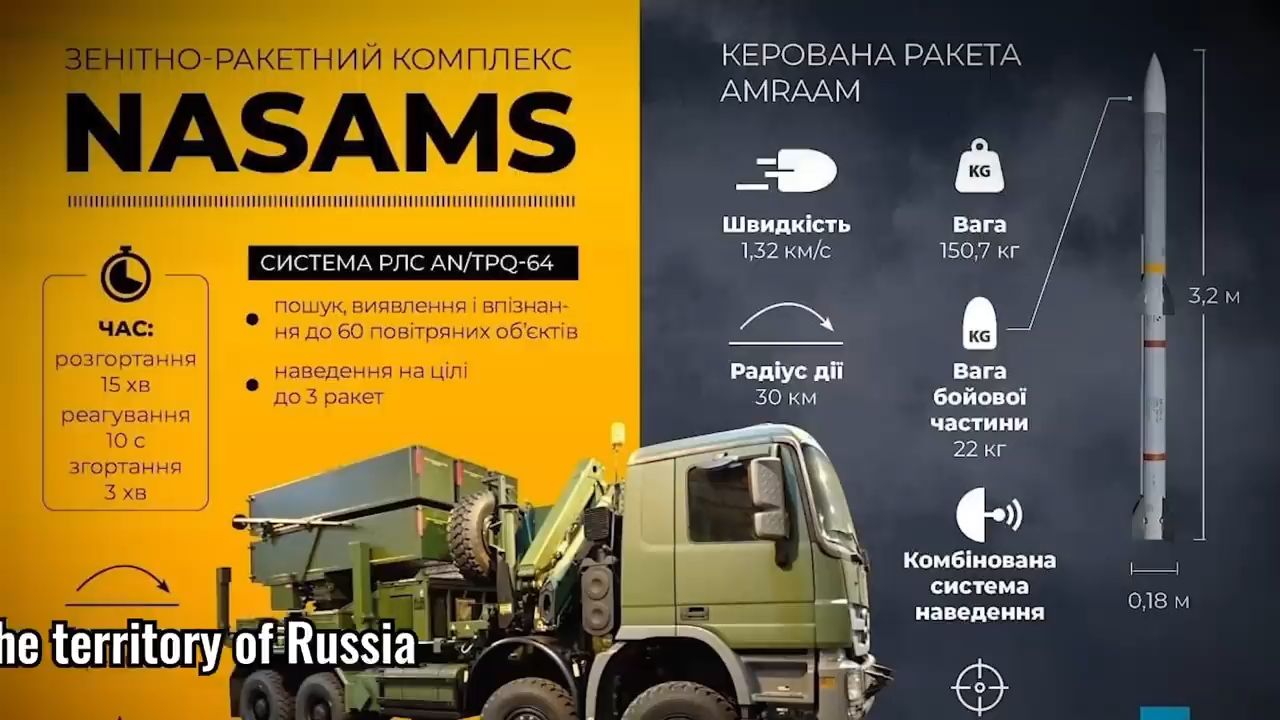 ЗЕНІТНО-РАКЕТНИЙ КОМПЛЕКС
NASAMS
ЧАС:
розгортання
15 хв
реагування
10 с
згортання
3 хв
СИСТЕМА РЛС AN/TPQ-64
пошук, виявлення і впізнан-
ня до 60 повітряних об'єктів
наведення на цілі
до 3 ракет
КЕРОВАНА РАКЕТА
AMRAAM
Швидкість
1,32 км/с
KG
Вага
150,7 кг
Радіус дії
30 км
KG
Вага
бойової
частини
22 кг
Комбінована
система
наведення
3,2 м
0,18 м
he territory of Russia